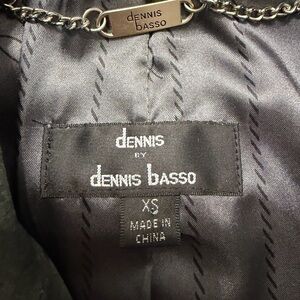 dennis
basso
dennis
BY
dennis basso
XS
MADE IN
CHINA